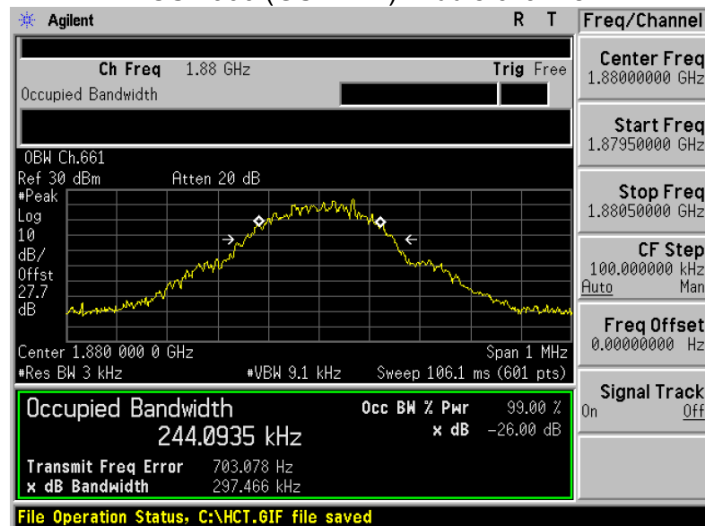 Agilent R T Freq/Channel
Ch Freq 1.88 GHz Trig Free
Occupied Bandwidth
Center Freq
1.88000000 GHz
Start Freq
1.87950000 GHz
Stop Freq
1.88050000 GHz
CF Step
100.000000 kHz
Auto Man
Freq Offset
0.00000000 Hz
Signal Track
On Off
OBW Ch.661
Ref 30 dBm Atten 20 dB
#Peak
Log
10
dB/
Offst
27.7
dB
Center 1.880 000 0 GHz Span 1 MHz
#Res BW 3 kHz #VBW 9.1 kHz Sweep 106.1 ms (601 pts)
Occupied Bandwidth Occ BW % Pwr 99.00 %
244.0935 kHz x dB -26.00 dB
Transmit Freq Error 703.078 Hz
x dB Bandwidth 297.466 kHz
File Operation Status, C:\HCT.GIF file saved